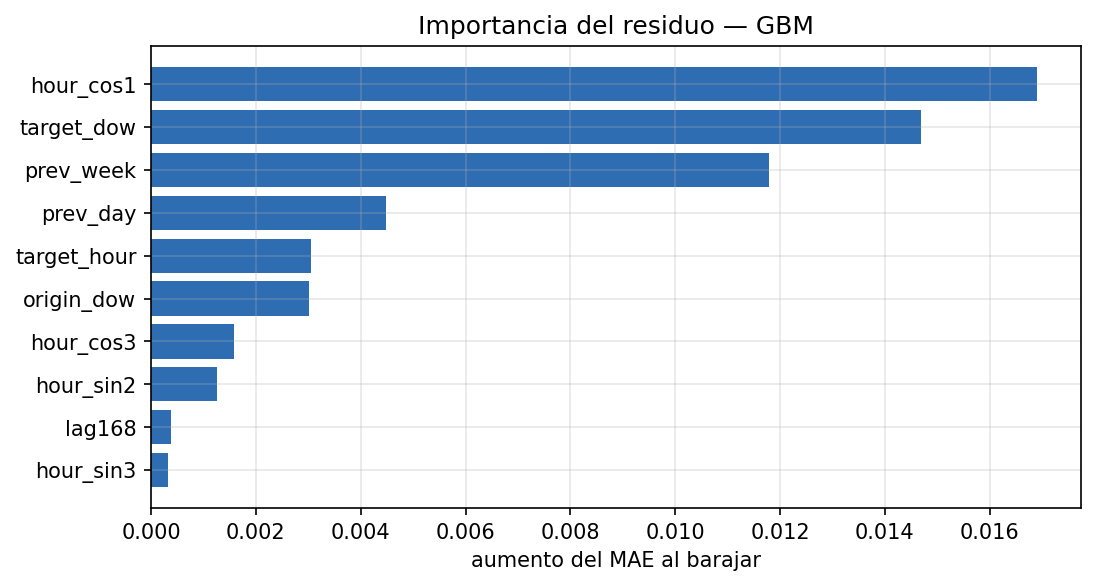 Importancia del residuo — GBM
hour_cos1
target_dow
prev_week
prev_day
target_hour
origin_dow
hour_cos3
hour_sin2
lag168
hour_sin3
0.000 0.002 0.004 0.006 0.008 0.010 0.012 0.014 0.016
aumento del MAE al barajar